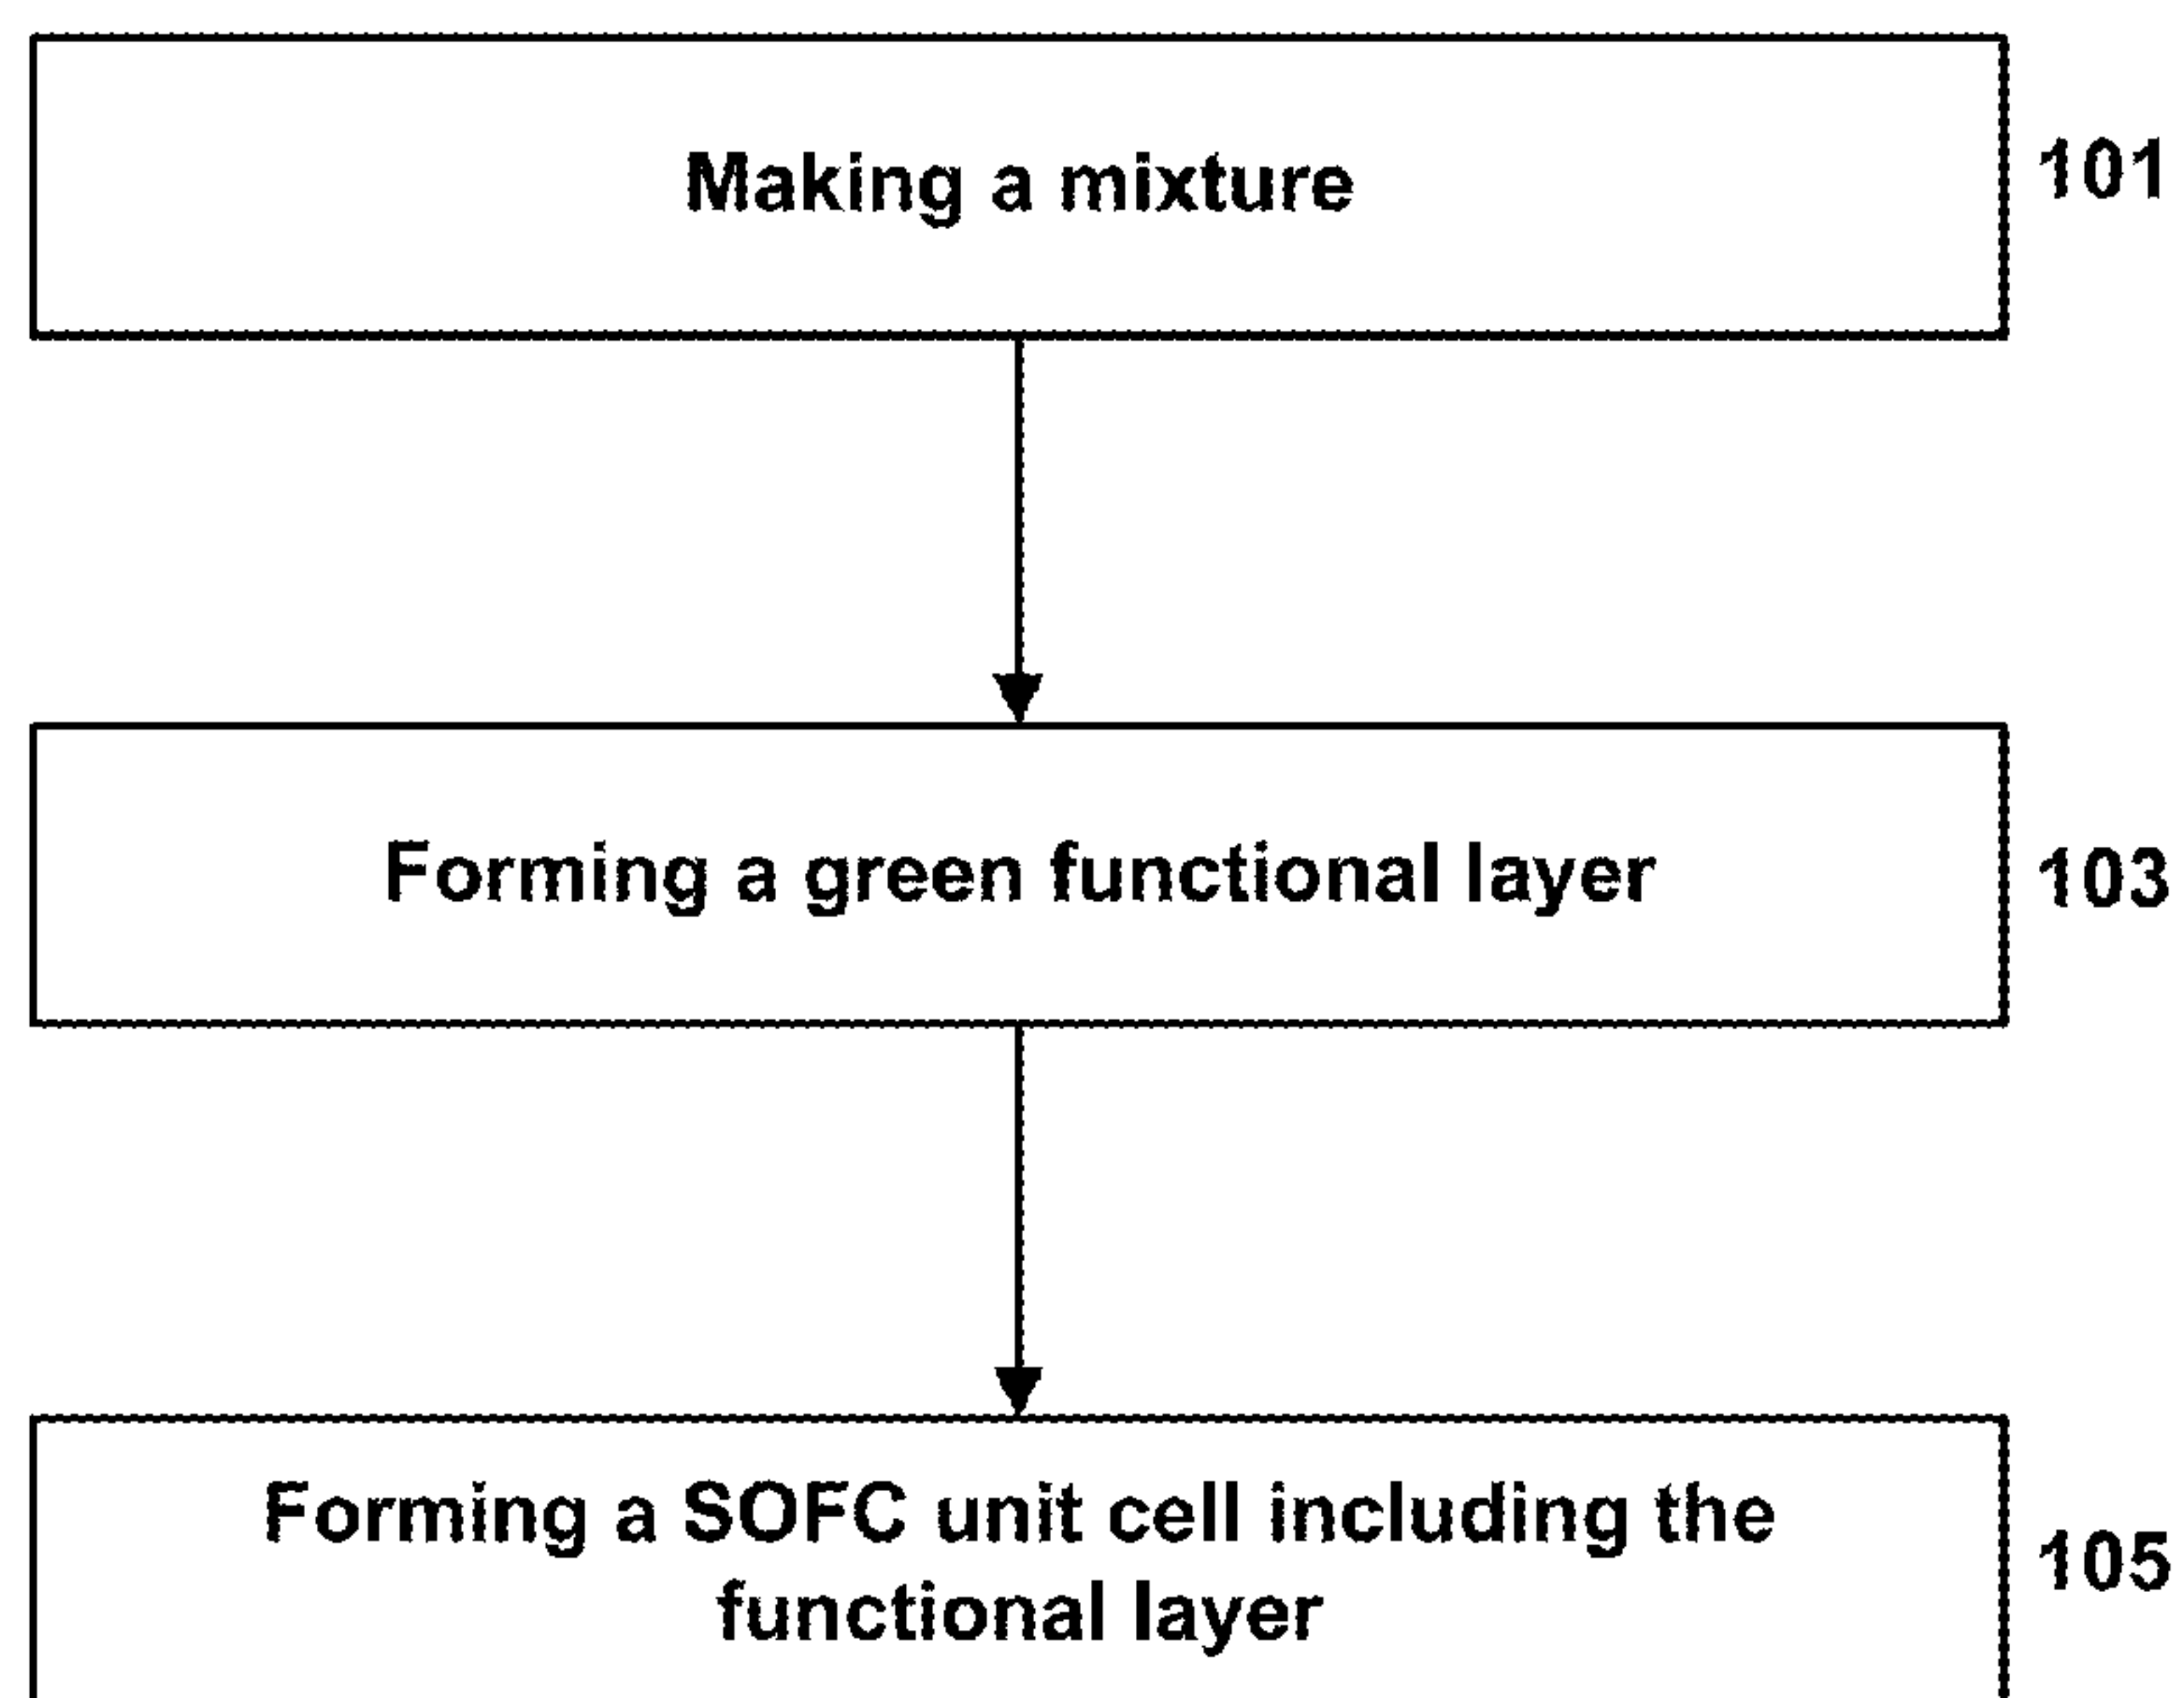 Making a mixture
101
Forming a green functional layer
103
Forming a SOFC unit cell including the
functional layer
105